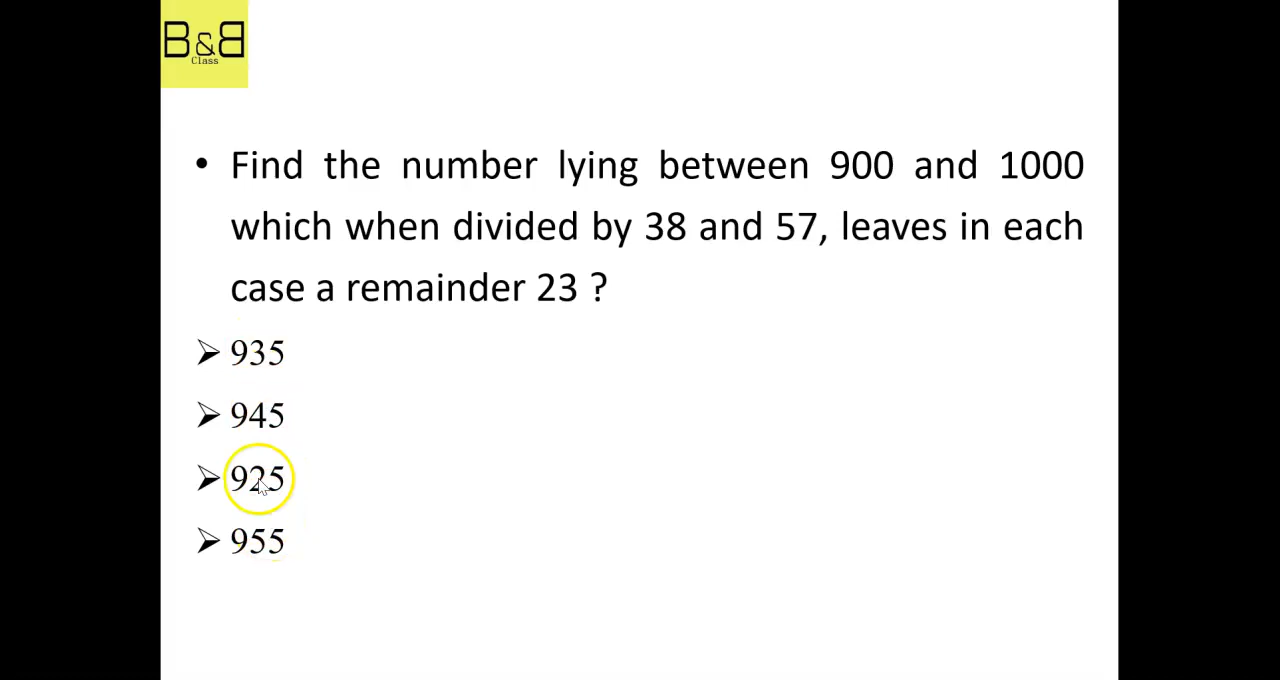 B&B
Class
• Find the number lying between 900 and 1000
which when divided by 38 and 57, leaves in each
case a remainder 23 ?
➢ 935
➢ 945
➢ 925
➢ 955